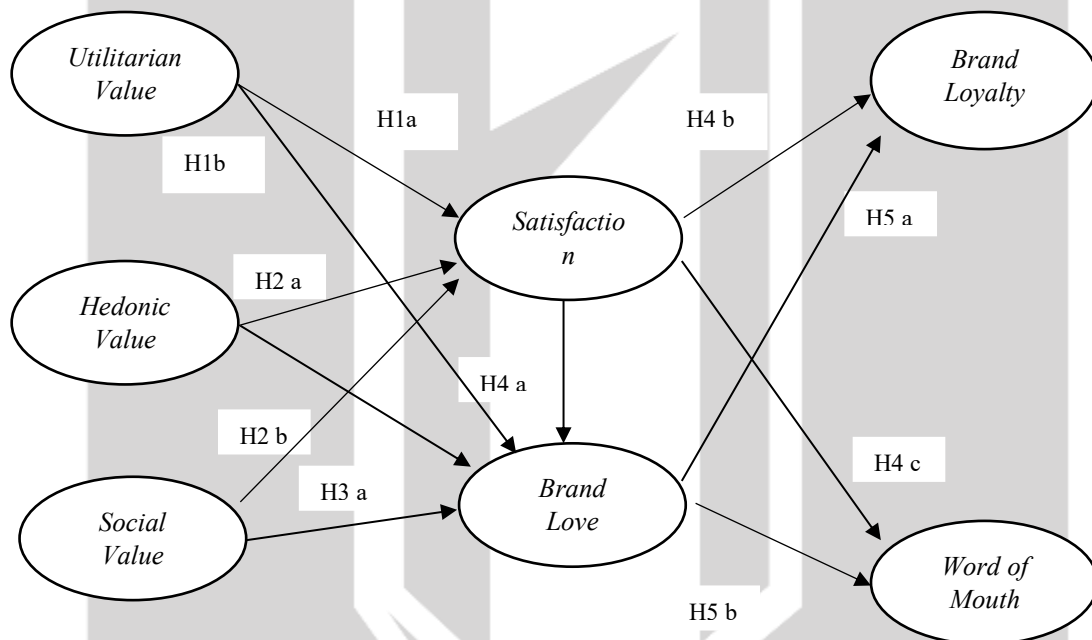 Utilitarian
Value
Brand
Loyalty
H1a
H4 b
H1b
Satisfactio
n
H5 a
H2 a
Hedonic
Value
H4 a
H2 b
H4 c
H3 a
Brand
Love
Social
Value
Word of
Mouth
H5 b